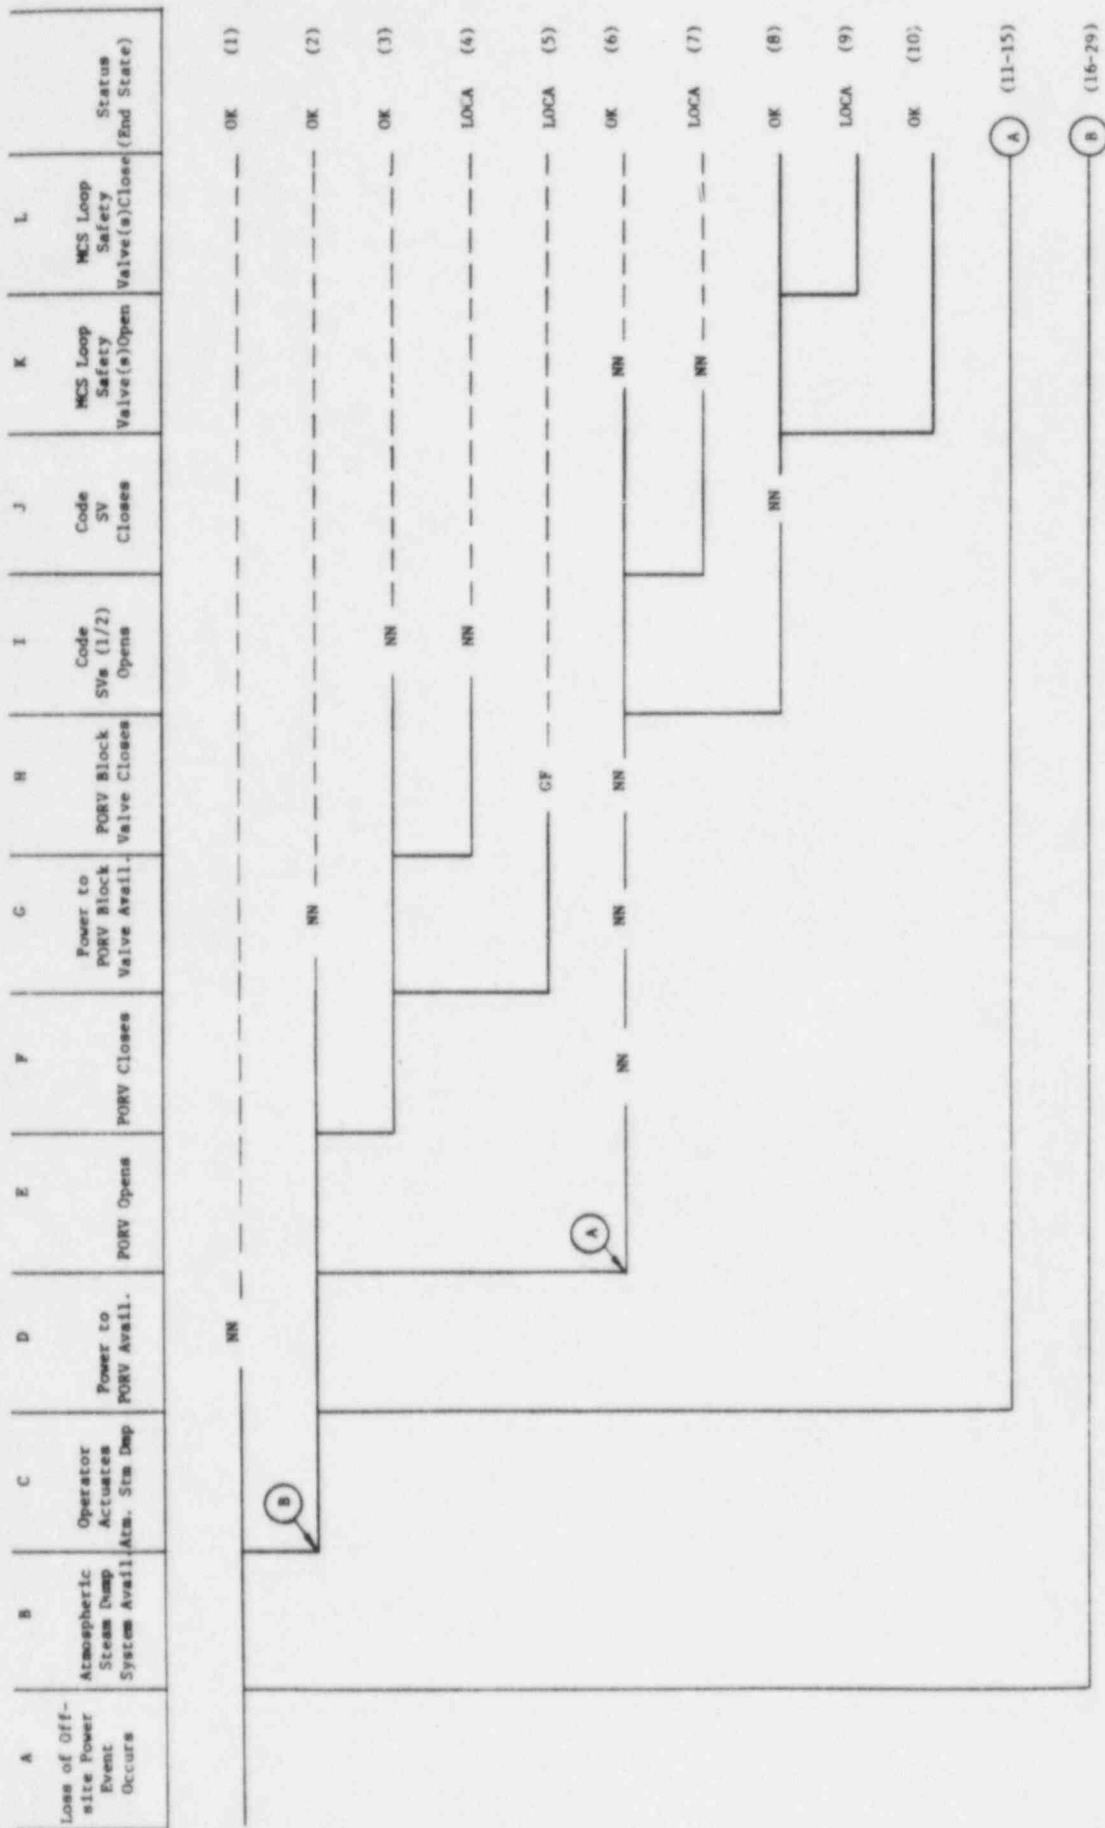 A
Loss of Off-
site Power
Event
Occurs
B
Atmospheric
Steam Dump
System Avail.
C
Operator
Actuates
Atm. Stm Dmp
D
Power to
PORV Avail.
E
PORV Opens
F
PORV Closes
G
Power to
PORV Block
Valve Avail.
H
PORV Block
Valve Closes
I
Code
SVs (1/2)
Opens
J
Code
SV
Closes
K
MCS Loop
Safety
Valve(s)Open
L
MCS Loop
Safety
Valve(s)Close
Status
(End State)
NN OK (1)
B
NN OK (2)
NN OK (3)
NN LOCA (4)
GF LOCA (5)
A
NN NN NN NN OK (6)
NN LOCA (7)
NN OK (8)
LOCA (9)
OK (10)
A (11-15)
B (16-29)